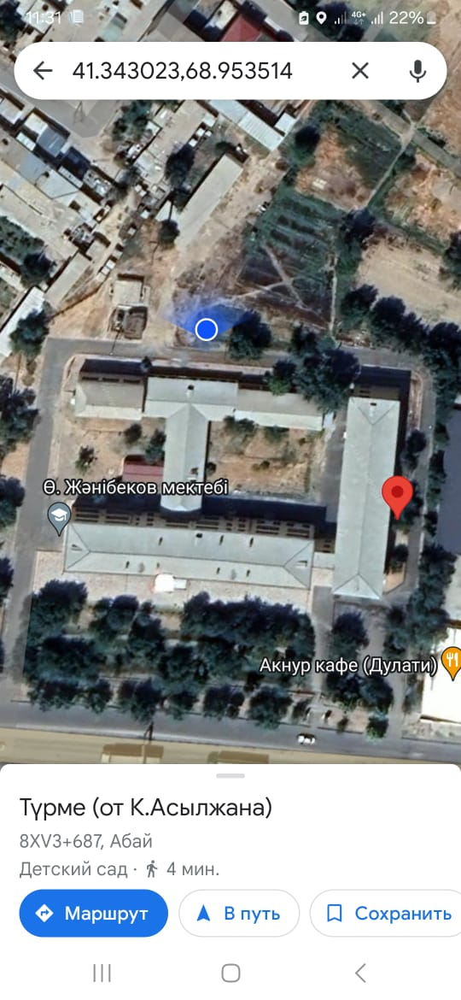 11:31 4G+ 22%
41.343023,68.953514
Ө. Жәнібеков мектебі
Акнур кафе (Дулати)
Түрме (от К.Асылжана)
8XV3+687, Абай
Детский сад · 4 мин.
Маршрут В путь Сохранить